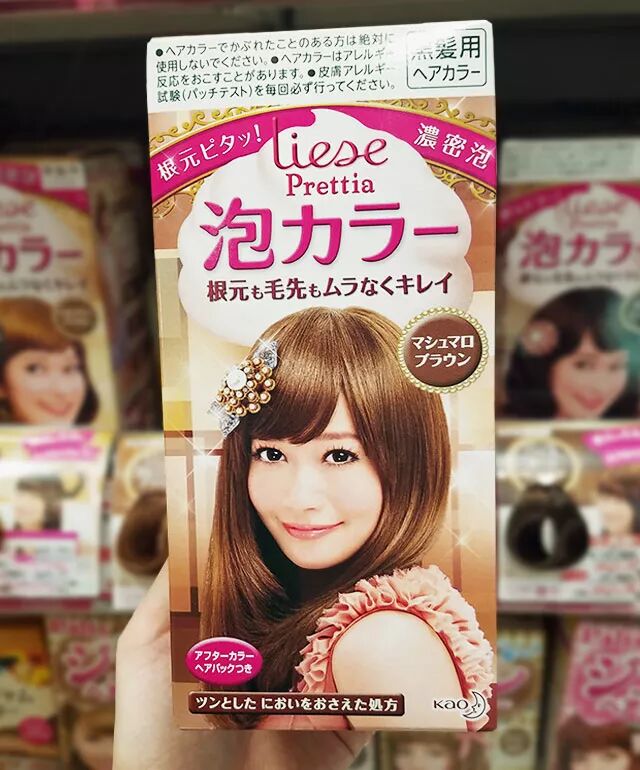 ●ヘアカラーでかぶれたことのある方は絶対に
使用しないでください。●ヘアカラーはアレルギー
反応をおこすことがあります。●皮膚アレルギー
試験(パッチテスト)を毎回必ず行ってください。
黒髪用
ヘアカラー
根元ピタッ!
Liese
Prettia
濃密泡
泡カラー
根元も毛先もムラなくキレイ
マシュマロ
ブラウン
アフターカラー
ヘアパックつき
ツンとした においをおさえた処方
Kao
カラー
泡カラー